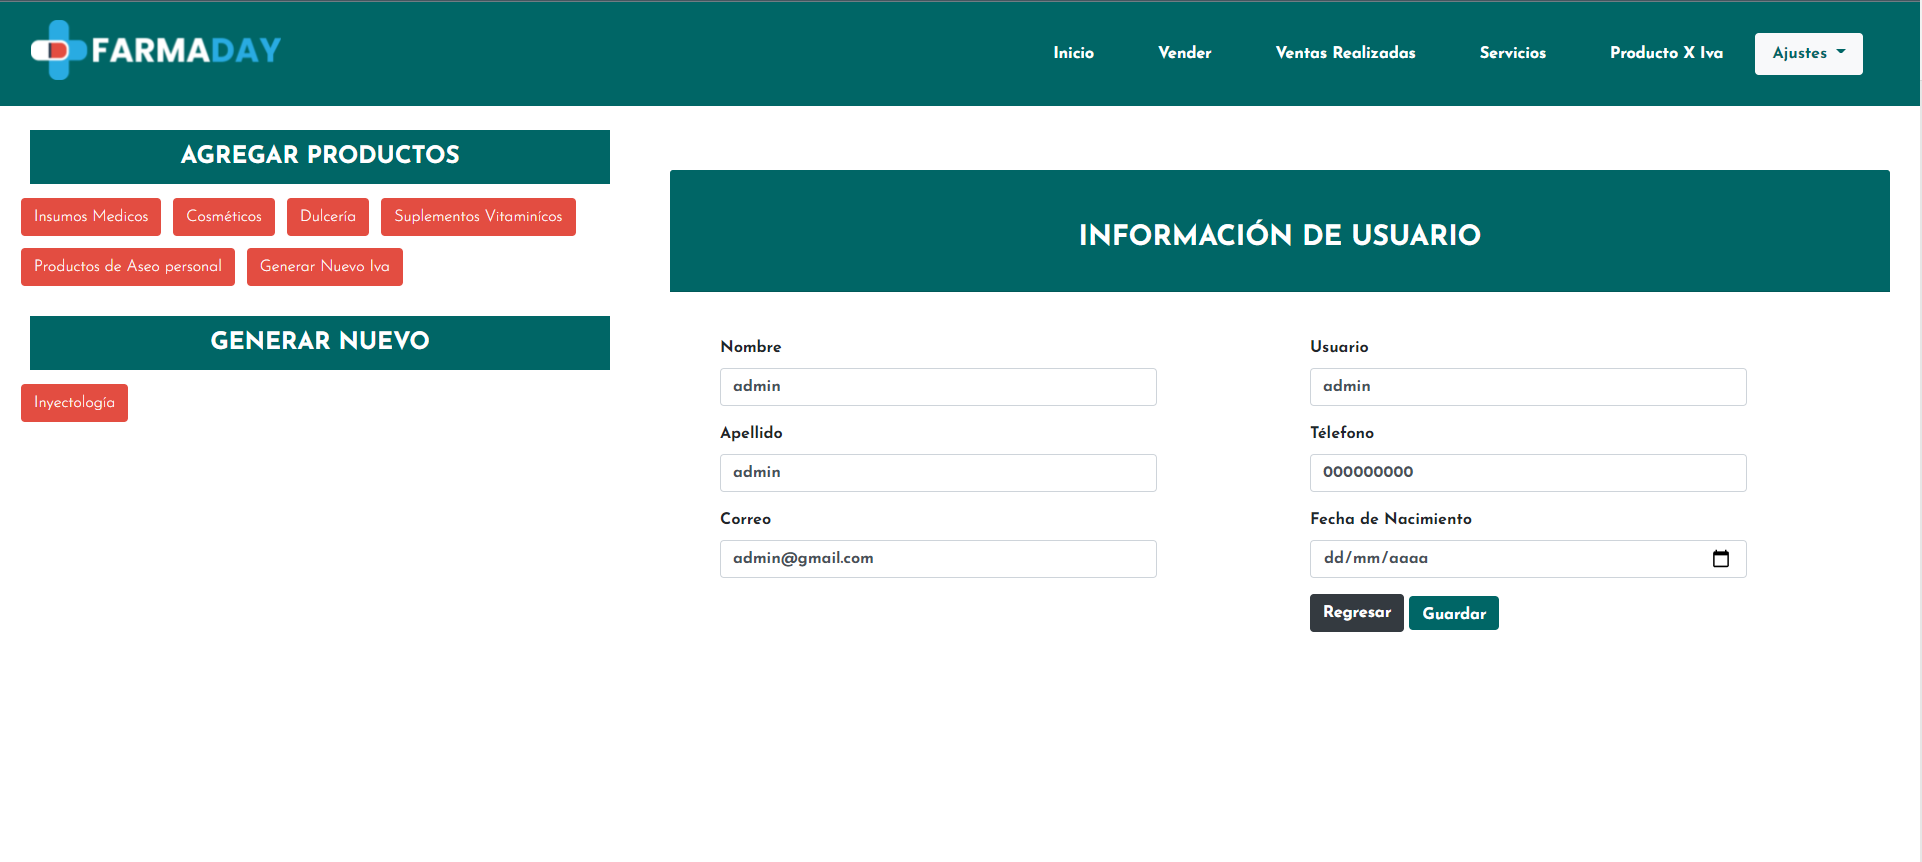 FARMADAY
Inicio Vender Ventas Realizadas Servicios Producto X Iva Ajustes
AGREGAR PRODUCTOS
Insumos Medicos Cosméticos Dulcería Suplementos Vitaminícos
Productos de Aseo personal Generar Nuevo Iva
GENERAR NUEVO
Inyectología
INFORMACIÓN DE USUARIO
Nombre Usuario
admin admin
Apellido Télefono
admin 000000000
Correo Fecha de Nacimiento
admin@gmail.com dd/mm/aaaa
Regresar Guardar